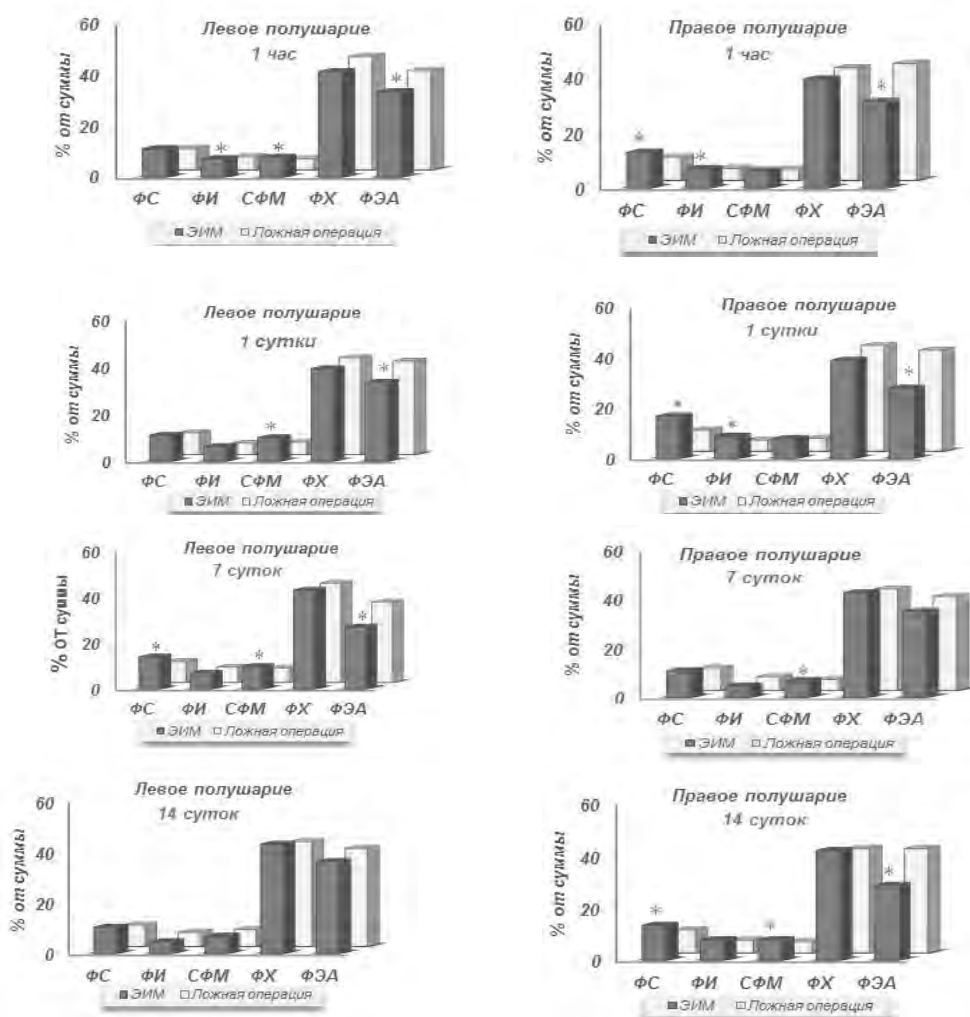 Левое полушарие
1 час
% от суммы
60
40
20
0
ФС ФИ СФМ ФХ ФЭА
* * *
ЭИМ Ложная операция
Правое полушарие
1 час
% от суммы
60
40
20
0
ФС ФИ СФМ ФХ ФЭА
* * *
ЭИМ Ложная операция
Левое полушарие
1 сутки
% от суммы
60
40
20
0
ФС ФИ СФМ ФХ ФЭА
* *
ЭИМ Ложная операция
Правое полушарие
1 сутки
% от суммы
60
40
20
0
ФС ФИ СФМ ФХ ФЭА
* * *
ЭИМ Ложная операция
Левое полушарие
7 суток
% от суммы
60
40
20
0
ФС ФИ СФМ ФХ ФЭА
* * *
ЭИМ Ложная операция
Правое полушарие
7 суток
% от суммы
60
40
20
0
ФС ФИ СФМ ФХ ФЭА
*
ЭИМ Ложная операция
Левое полушарие
14 суток
% от суммы
60
40
20
0
ФС ФИ СФМ ФХ ФЭА
ЭИМ Ложная операция
Правое полушарие
14 суток
% от суммы
60
40
20
0
ФС ФИ СФМ ФХ ФЭА
* * *
ЭИМ Ложная операция